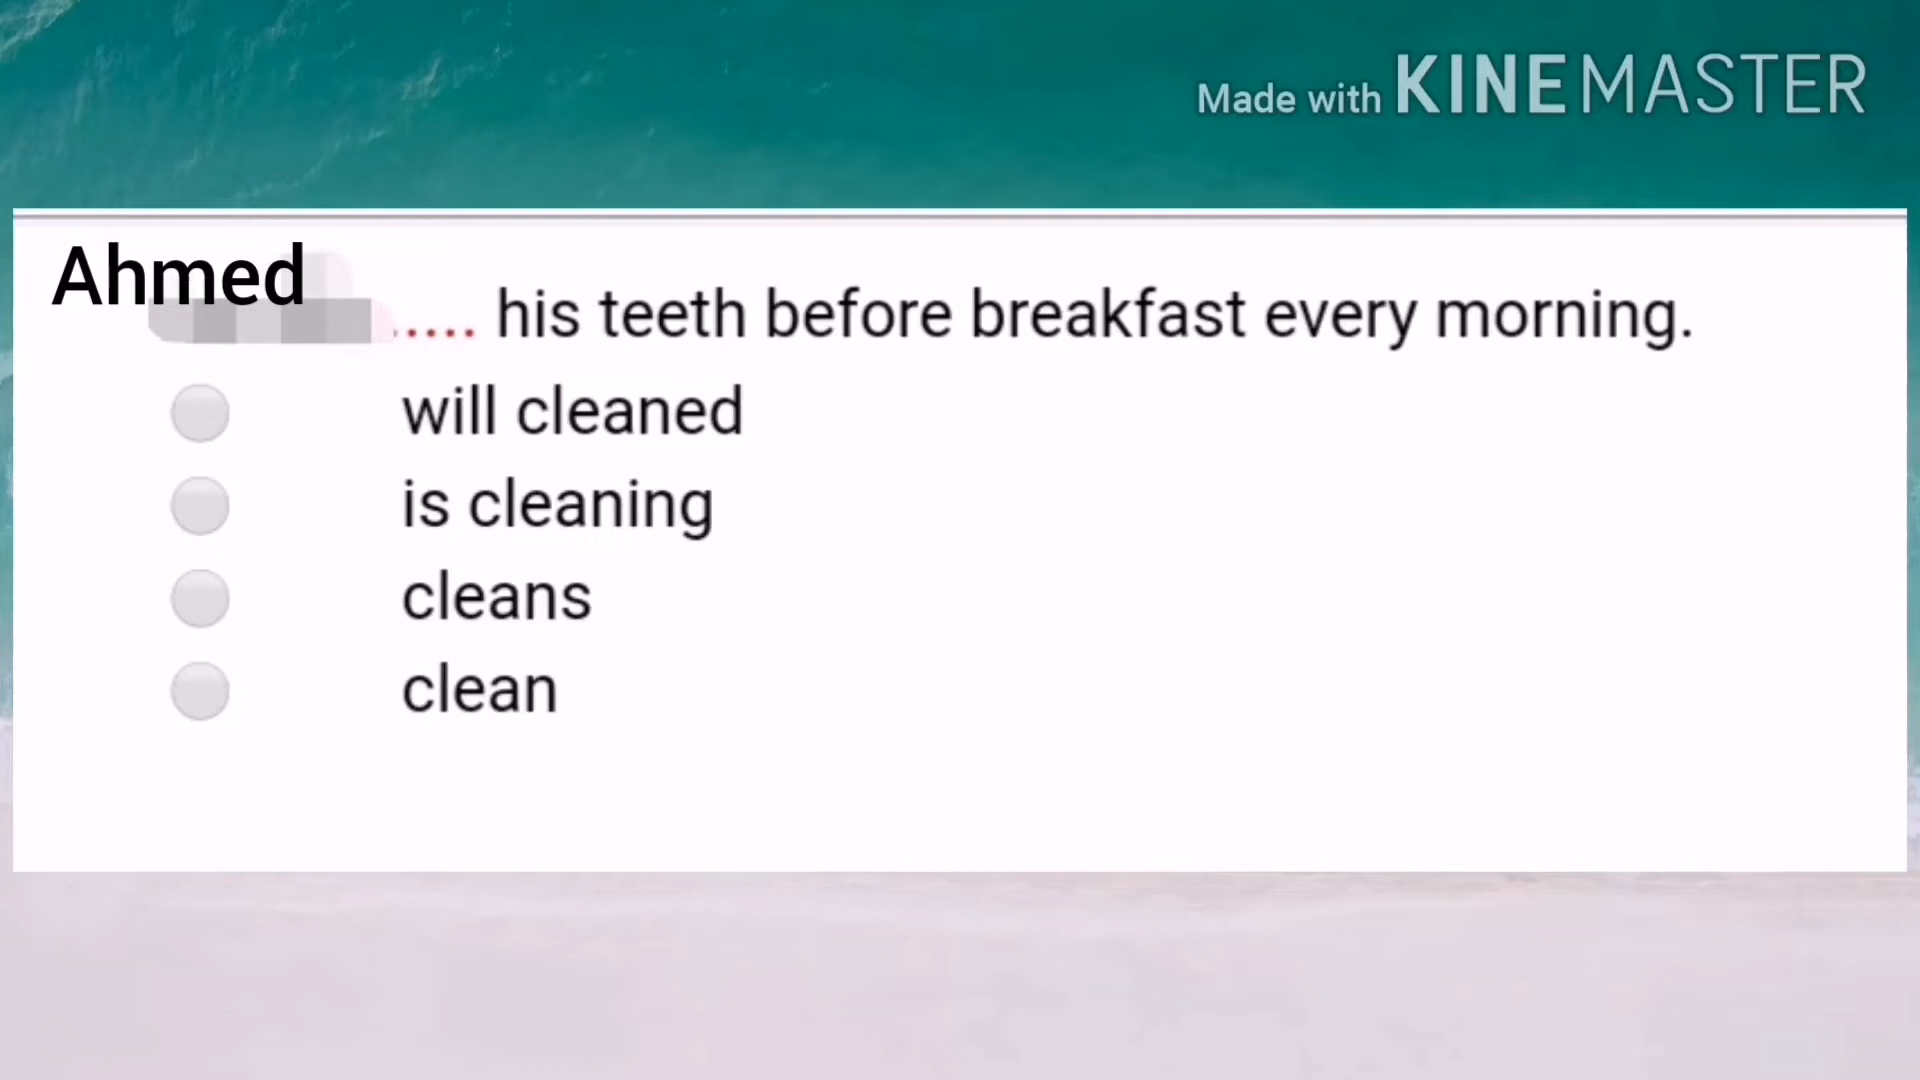 Made with KINEMASTER
Ahmed ..... his teeth before breakfast every morning.
will cleaned
is cleaning
cleans
clean